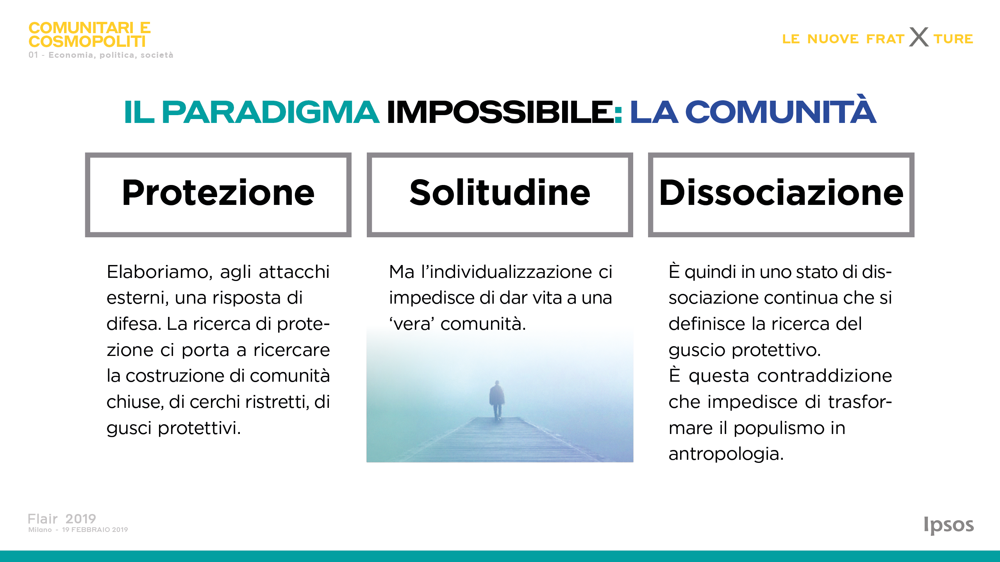 COMUNITARI E
COSMOPOLITI
01 - Economia, politica, società
LE NUOVE FRAT X TURE
IL PARADIGMA IMPOSSIBILE: LA COMUNITÀ
Protezione
Elaboriamo, agli attacchi
esterni, una risposta di
difesa. La ricerca di prote-
zione ci porta a ricercare
la costruzione di comunità
chiuse, di cerchi ristretti, di
gusci protettivi.
Solitudine
Ma l’individualizzazione ci
impedisce di dar vita a una
‘vera’ comunità.
Dissociazione
È quindi in uno stato di dis-
sociazione continua che si
definisce la ricerca del
guscio protettivo.
È questa contraddizione
che impedisce di trasfor-
mare il populismo in
antropologia.
Flair 2019
Milano - 19 FEBBRAIO 2019
Ipsos